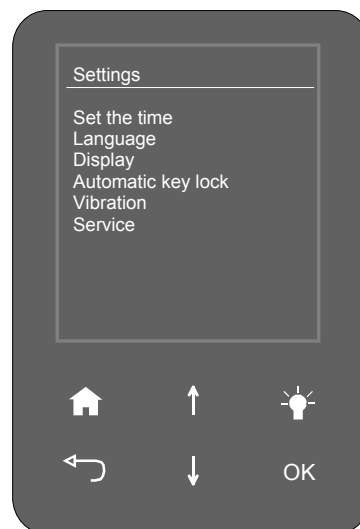 Settings
Set the time
Language
Display
Automatic key lock
Vibration
Service
OK